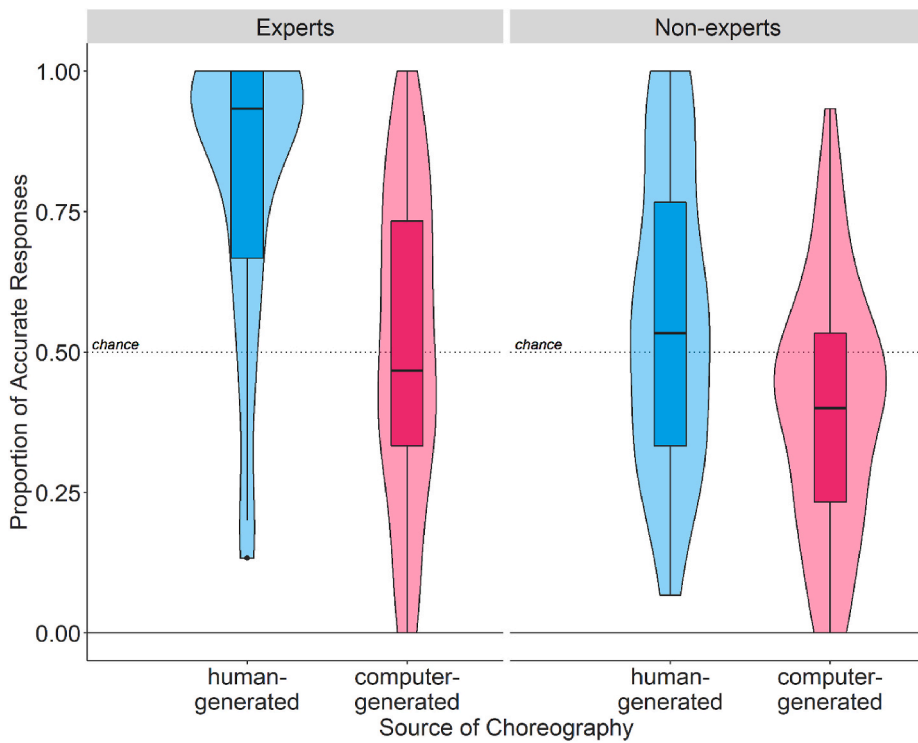 Experts
Non-experts
Proportion of Accurate Responses
1.00
0.75
0.50
0.25
0.00
chance
chance
human-
generated
computer-
generated
human-
generated
computer-
generated
Source of Choreography